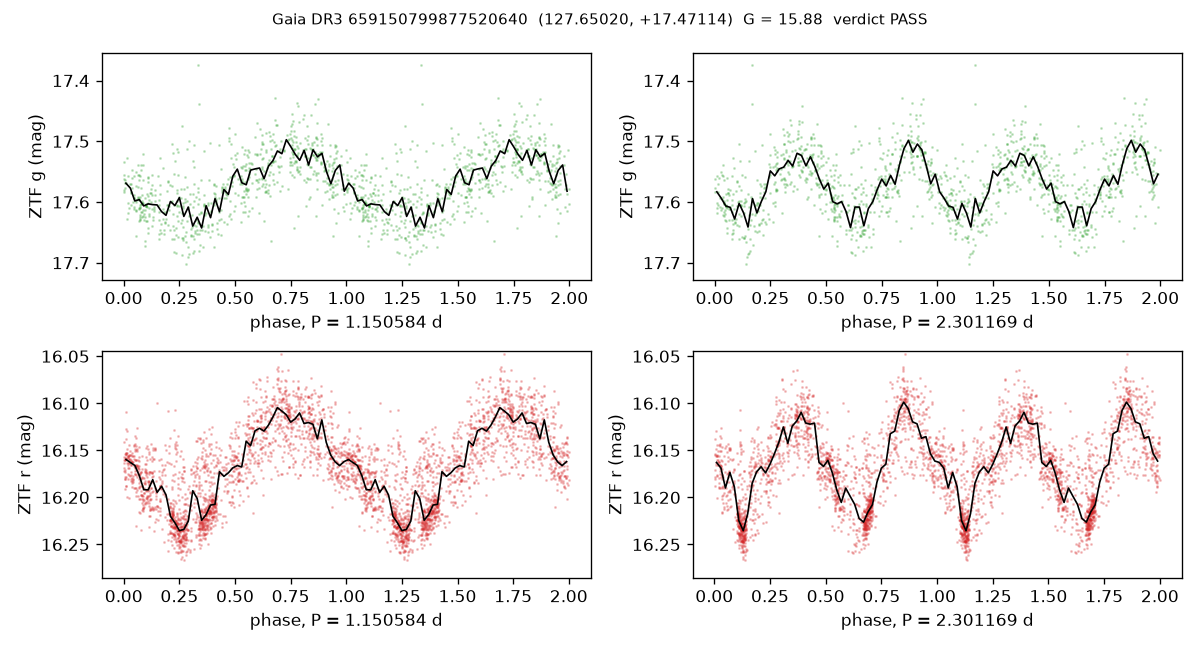 Gaia DR3 659150799877520640 (127.65020, +17.47114) G = 15.88 verdict PASS
ZTF g (mag)
17.4
17.5
17.6
17.7
0.00 0.25 0.50 0.75 1.00 1.25 1.50 1.75 2.00
phase, P = 1.150584 d
ZTF g (mag)
17.4
17.5
17.6
17.7
0.00 0.25 0.50 0.75 1.00 1.25 1.50 1.75 2.00
phase, P = 2.301169 d
ZTF r (mag)
16.05
16.10
16.15
16.20
16.25
0.00 0.25 0.50 0.75 1.00 1.25 1.50 1.75 2.00
phase, P = 1.150584 d
ZTF r (mag)
16.05
16.10
16.15
16.20
16.25
0.00 0.25 0.50 0.75 1.00 1.25 1.50 1.75 2.00
phase, P = 2.301169 d